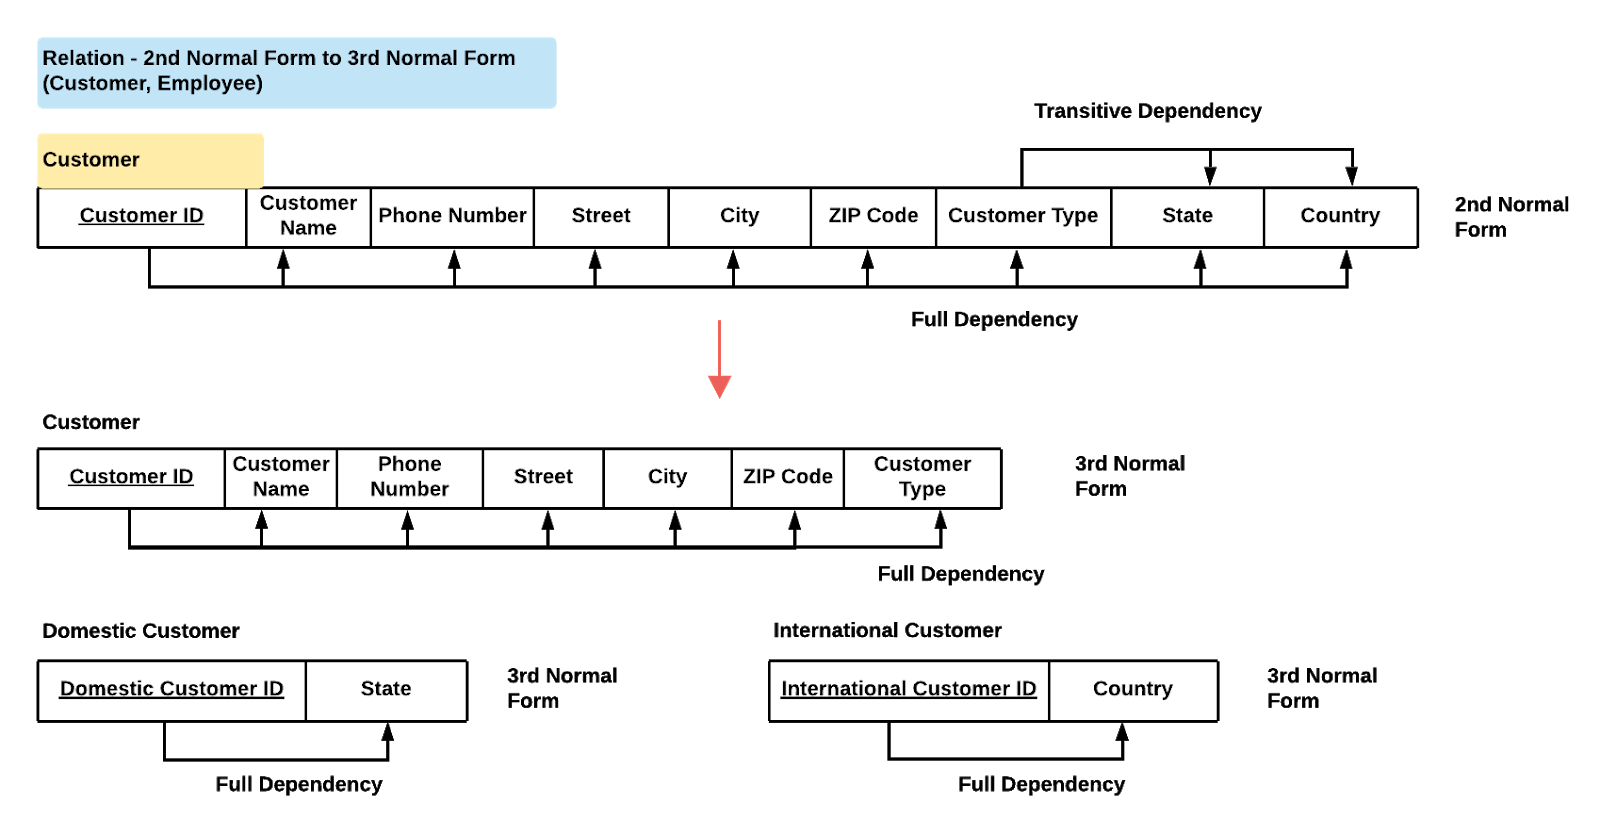 Relation - 2nd Normal Form to 3rd Normal Form
(Customer, Employee)
Transitive Dependency
Customer
Customer ID
Customer
Name
Phone Number
Street
City
ZIP Code
Customer Type
State
Country
2nd Normal
Form
Full Dependency
Customer
Customer ID
Customer
Name
Phone
Number
Street
City
ZIP Code
Customer
Type
3rd Normal
Form
Full Dependency
Domestic Customer
Domestic Customer ID
State
3rd Normal
Form
Full Dependency
International Customer
International Customer ID
Country
3rd Normal
Form
Full Dependency